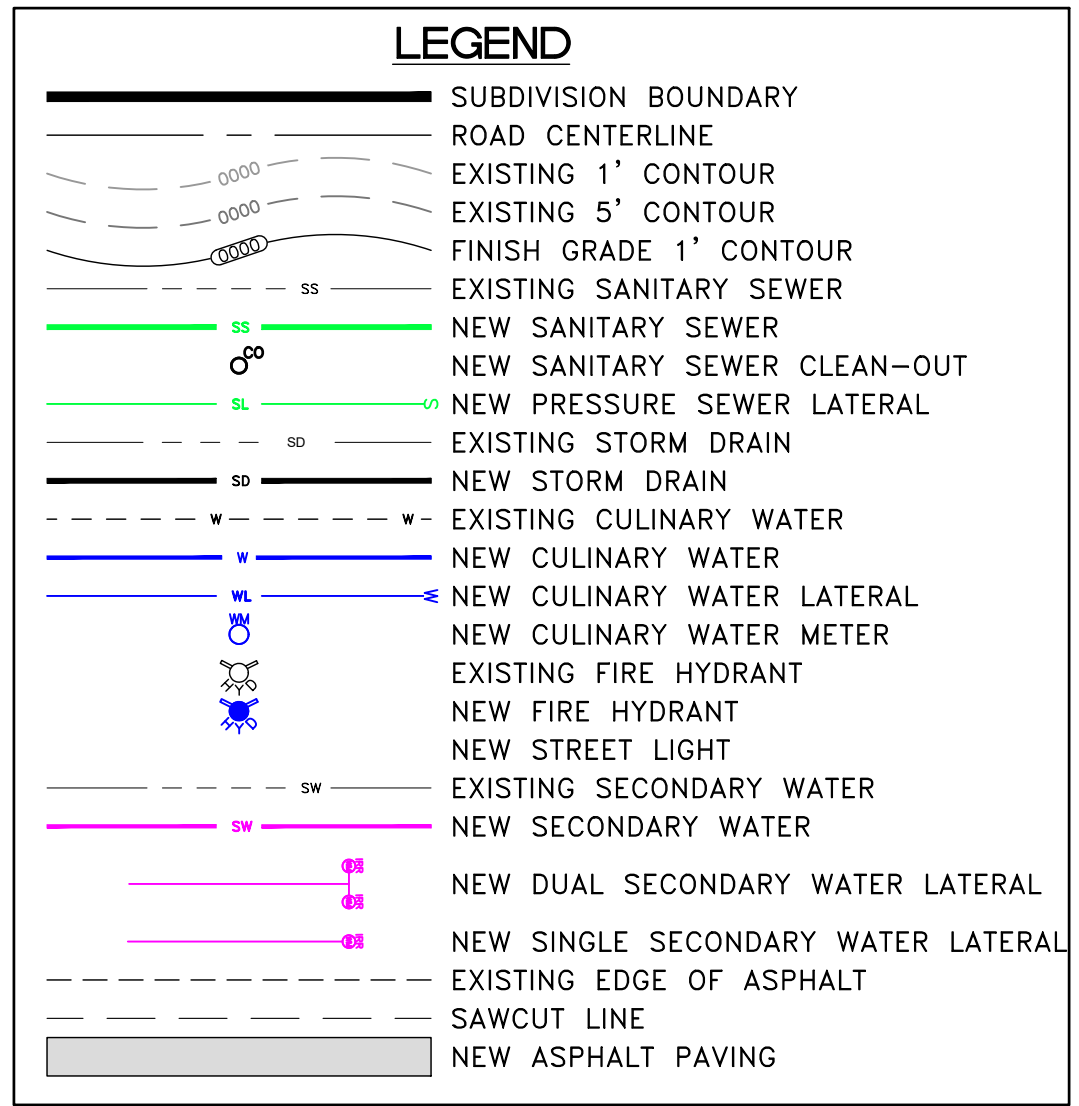 LEGEND
SUBDIVISION BOUNDARY
ROAD CENTERLINE
0000 EXISTING 1' CONTOUR
0000 EXISTING 5' CONTOUR
0000 FINISH GRADE 1' CONTOUR
SS EXISTING SANITARY SEWER
SS NEW SANITARY SEWER
CO NEW SANITARY SEWER CLEAN-OUT
SL S NEW PRESSURE SEWER LATERAL
SD EXISTING STORM DRAIN
SD NEW STORM DRAIN
W W EXISTING CULINARY WATER
W NEW CULINARY WATER
WL W NEW CULINARY WATER LATERAL
WM NEW CULINARY WATER METER
HYD EXISTING FIRE HYDRANT
HYD NEW FIRE HYDRANT
NEW STREET LIGHT
SW EXISTING SECONDARY WATER
SW NEW SECONDARY WATER
NEW DUAL SECONDARY WATER LATERAL
NEW SINGLE SECONDARY WATER LATERAL
EXISTING EDGE OF ASPHALT
SAWCUT LINE
NEW ASPHALT PAVING